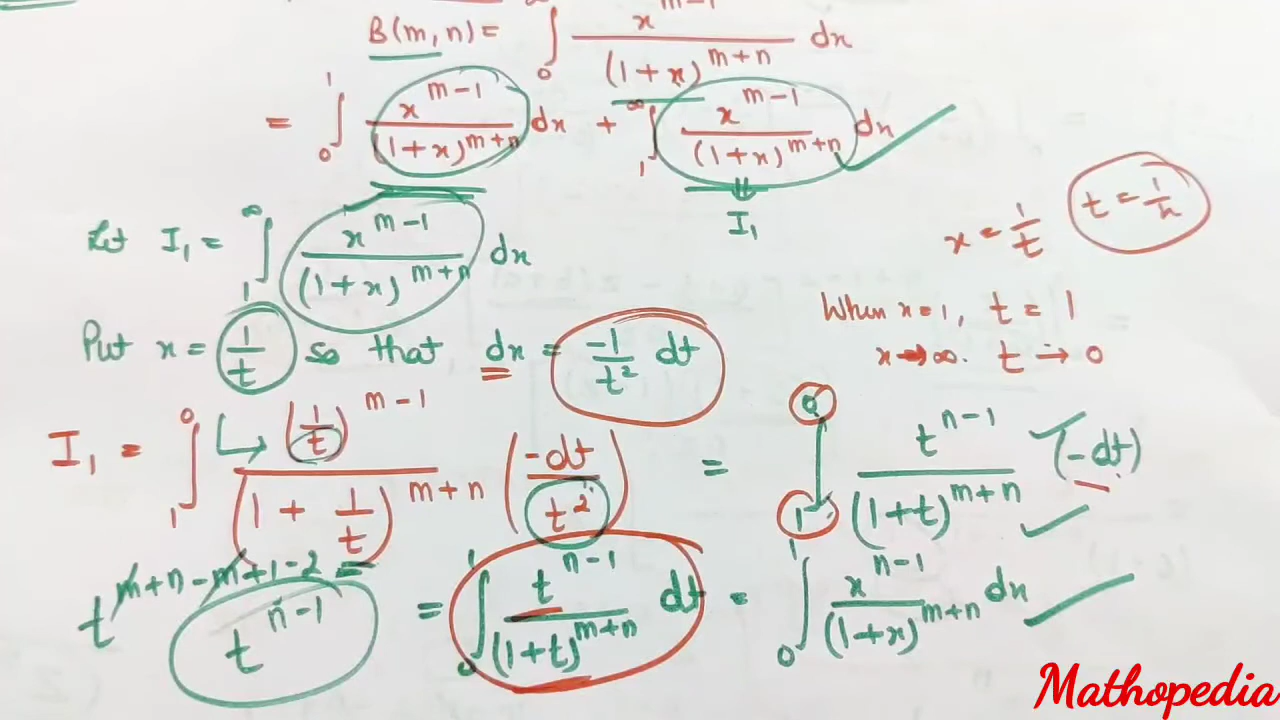 B(m,n) = ∫₀ x^{m-1} / (1+x)^{m+n} dx
= ∫₀¹ x^{m-1} / (1+x)^{m+n} dx + ∫₁^∞ x^{m-1} / (1+x)^{m+n} dx
I₁
Let I₁ = ∫₁^∞ x^{m-1} / (1+x)^{m+n} dx
x = 1/t t = 1/x
Put x = 1/t so that dx = -1/t² dt
When x=1, t = 1
x→∞. t → 0
I₁ = ∫₁⁰ (1/t)^{m-1} / (1 + 1/t)^{m+n} (-dt/t²) = ∫₁⁰ t^{n-1} / (1+t)^{m+n} (-dt)
t^{m+n-m+1-2} =
t^{n-1}
= ∫₀¹ t^{n-1} / (1+t)^{m+n} dt = ∫₀¹ x^{n-1} / (1+x)^{m+n} dx
Mathopedia